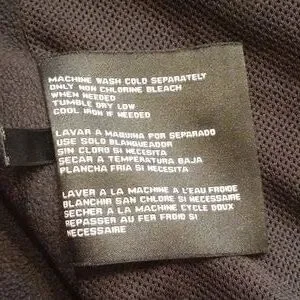 MACHINE WASH COLD SEPARATELY
ONLY NON CHLORINE BLEACH
WHEN NEEDED
TUMBLE DRY LOW
COOL IRON IF NEEDED
LAVAR A MAQUINA POR SEPARADO
USE SOLO BLANQUEADOR
SIN CLORO SI NECESITA
SECAR A TEMPERATURA BAJA
PLANCHA FRIA SI NECESITA
LAVER A LA MACHINE A L'EAU FROIDE
BLANCHIR SAN CHLORE SI NECESSAIRE
SECHER A LA MACHINE CYCLE DOUX
REPASSER AU FER FROID SI
NECESSAIRE